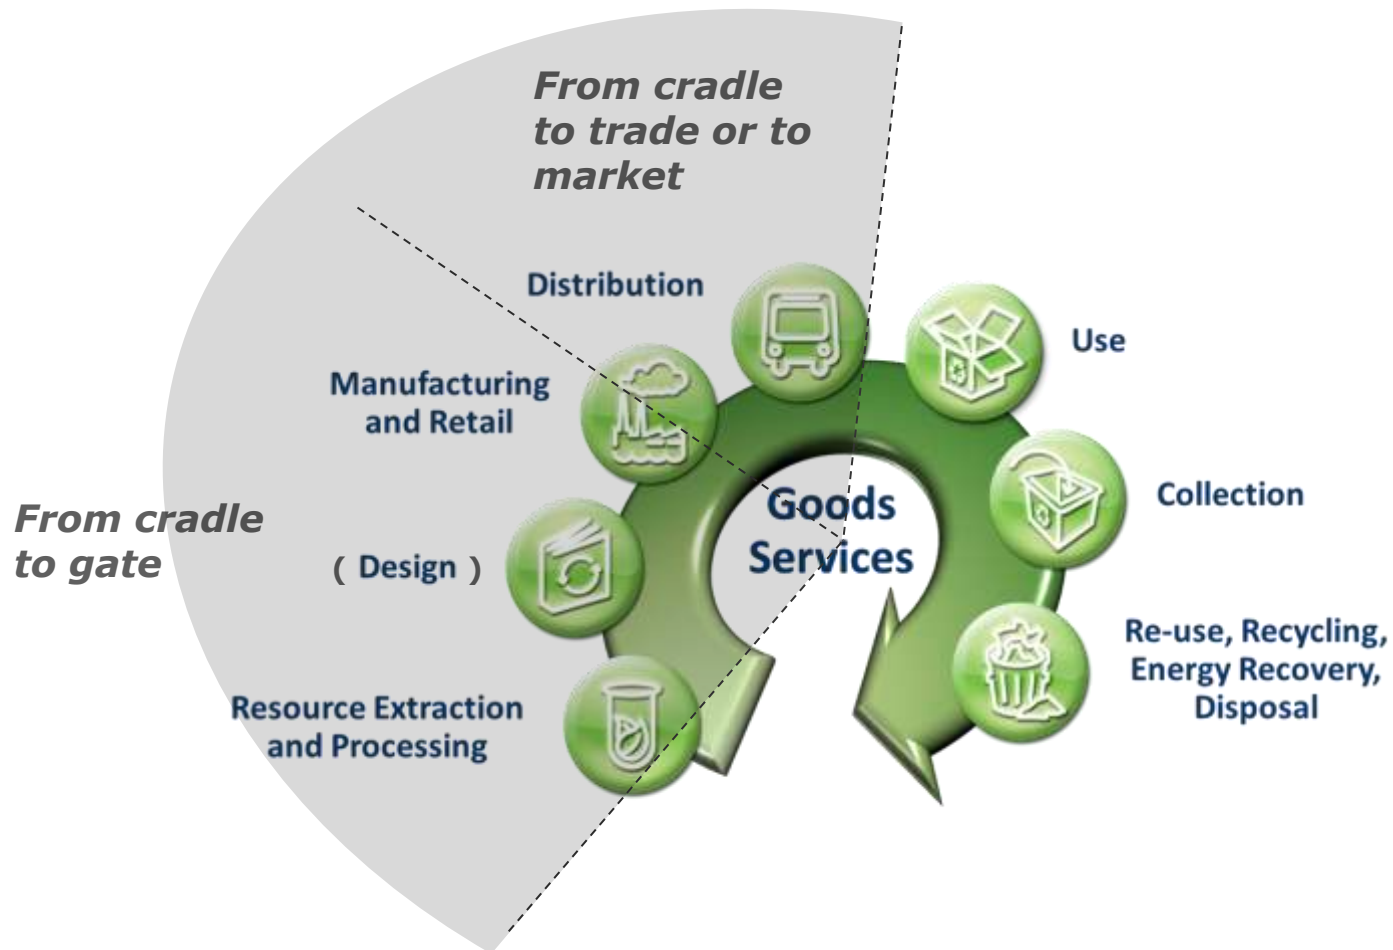 From cradle
to trade or to
market
Distribution
Use
Manufacturing
and Retail
Goods
Services
Collection
From cradle
to gate
( Design )
Re-use, Recycling,
Energy Recovery,
Disposal
Resource Extraction
and Processing